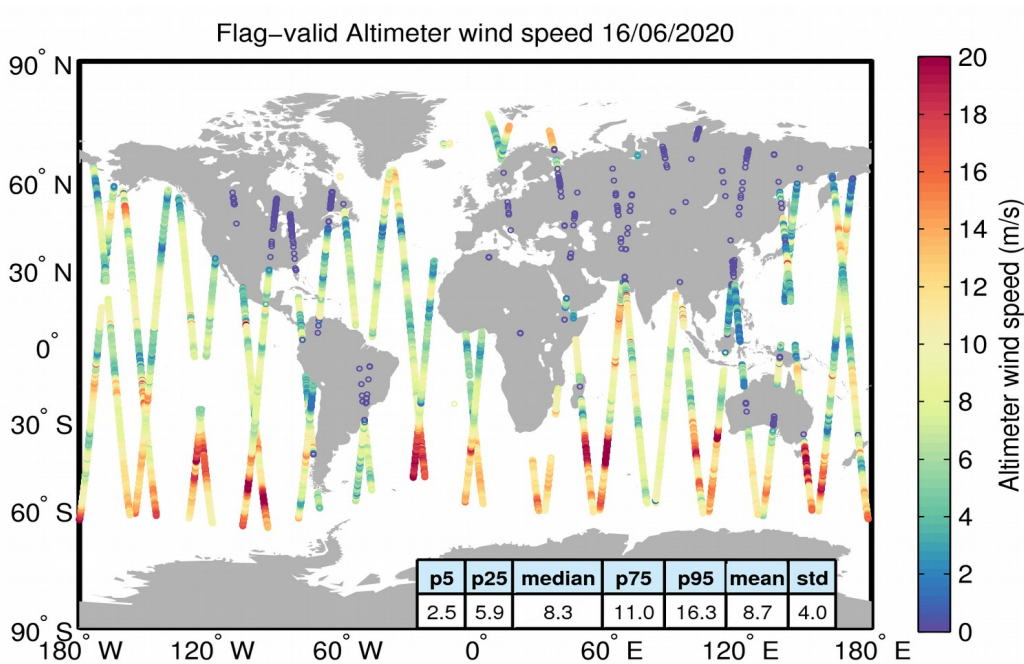 Flag−valid Altimeter wind speed 16/06/2020
90° N
60° N
30° N
0°
30° S
60° S
90° S
180° W
120° W
60° W
0°
60° E
120° E
180° E
p5 p25 median p75 p95 mean std
2.5 5.9 8.3 11.0 16.3 8.7 4.0
20
18
16
14
12
10
8
6
4
2
0
Altimeter wind speed (m/s)